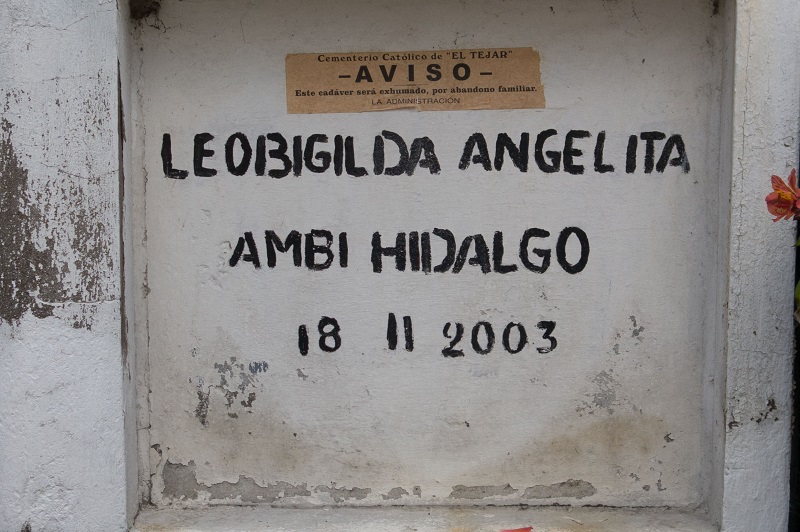 Cementerio Católico de "EL TEJAR"
–AVISO–
Este cadáver será exhumado, por abandono familiar.
LA ADMINISTRACIÓN
LEOBIGILDA ANGELITA
AMBI HIDALGO
18 11 2003